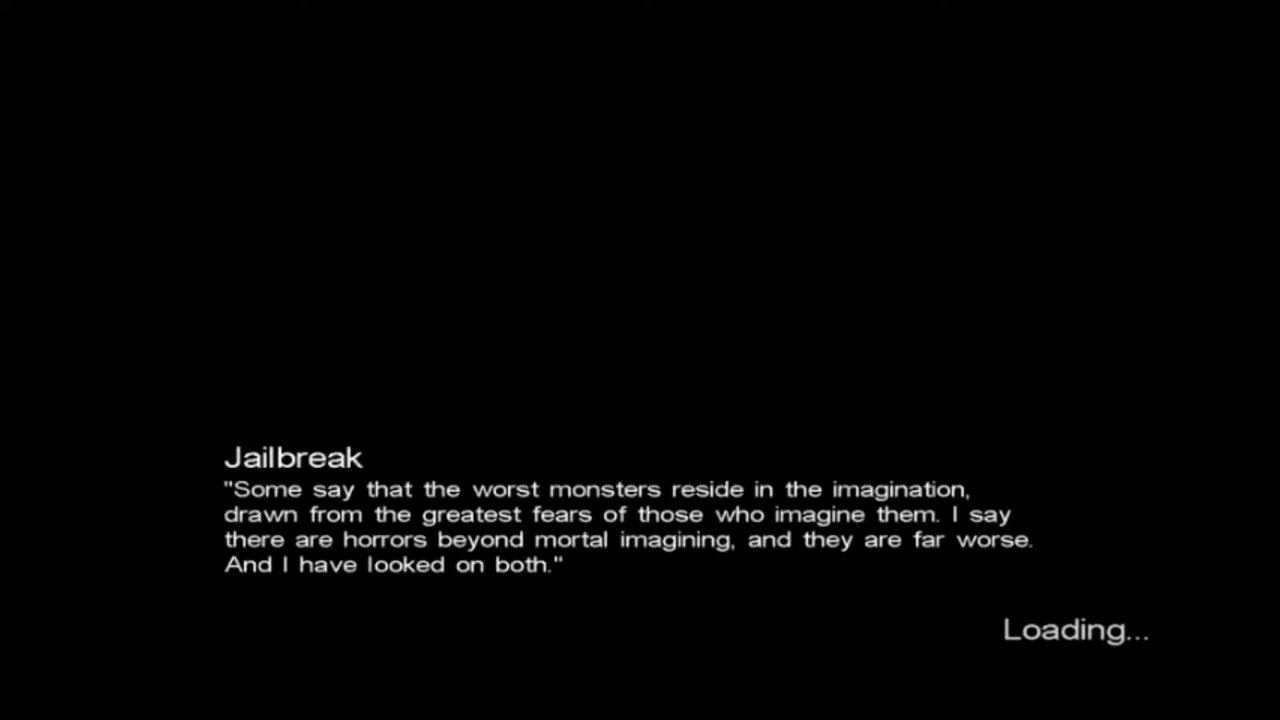 Jailbreak
"Some say that the worst monsters reside in the imagination,
drawn from the greatest fears of those who imagine them. I say
there are horrors beyond mortal imagining, and they are far worse.
And I have looked on both."
Loading...